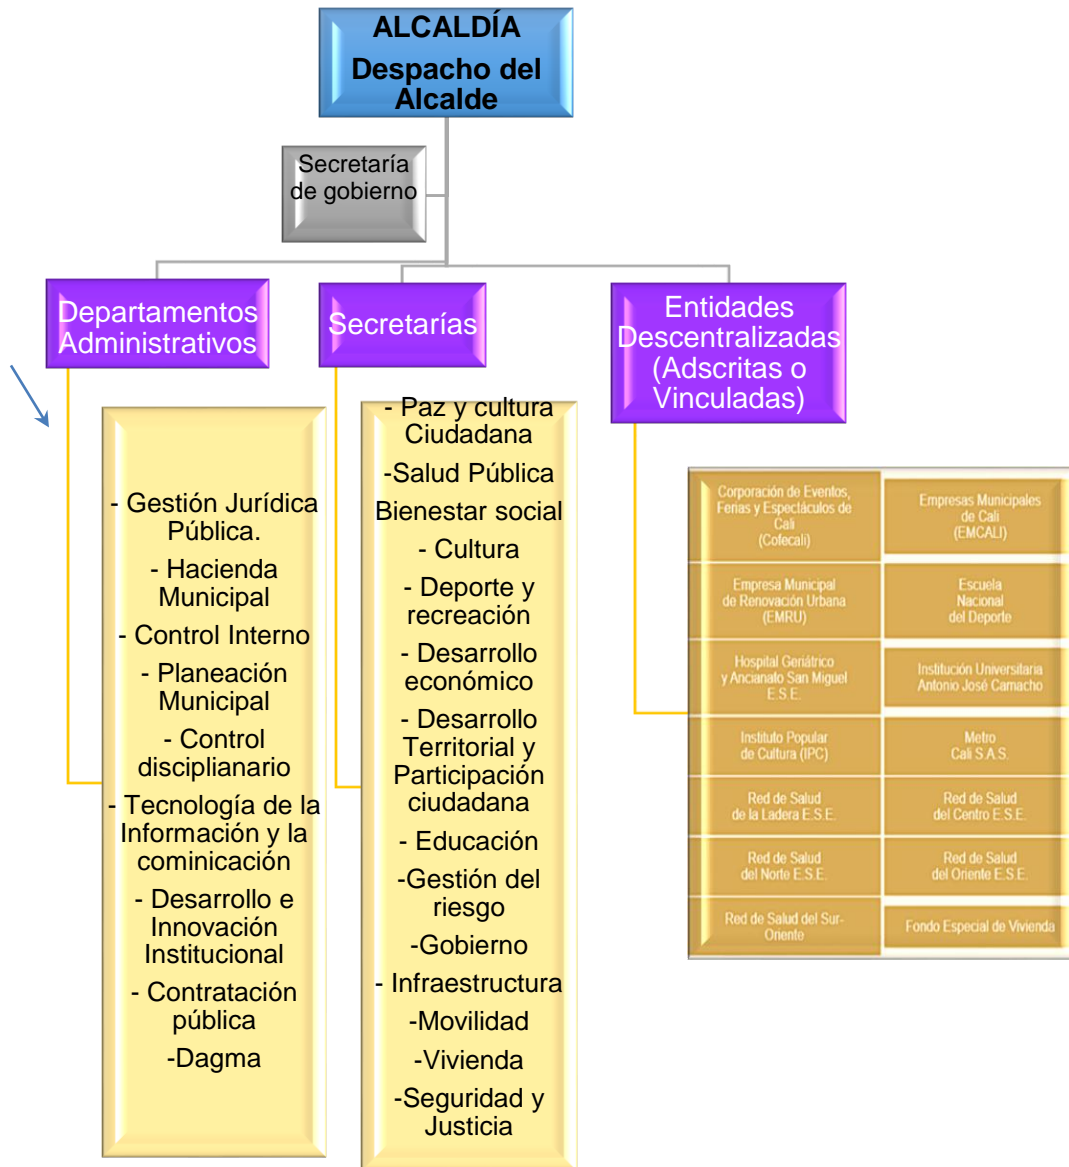 ALCALDÍA
Despacho del
Alcalde
Secretaría
de gobierno
Departamentos
Administrativos
Secretarías
Entidades
Descentralizadas
(Adscritas o
Vinculadas)
- Gestión Jurídica
Pública.
- Hacienda
Municipal
- Control Interno
- Planeación
Municipal
- Control
disciplianario
- Tecnología de la
Información y la
cominicación
- Desarrollo e
Innovación
Institucional
- Contratación
pública
-Dagma
- Paz y cultura
Ciudadana
-Salud Pública
Bienestar social
- Cultura
- Deporte y
recreación
- Desarrollo
económico
- Desarrollo
Territorial y
Participación
ciudadana
- Educación
-Gestión del
riesgo
-Gobierno
- Infraestructura
-Movilidad
-Vivienda
-Seguridad y
Justicia
Corporación de Eventos,
Ferias y Espectáculos de
Cali
(Cofecali)
Empresas Municipales
de Cali
(EMCALI)
Empresa Municipal
de Renovación Urbana
(EMRU)
Escuela
Nacional
del Deporte
Hospital Geriátrico
y Ancianato San Miguel
E.S.E.
Institución Universitaria
Antonio José Camacho
Instituto Popular
de Cultura (IPC)
Metro
Cali S.A.S.
Red de Salud
de la Ladera E.S.E.
Red de Salud
del Centro E.S.E.
Red de Salud
del Norte E.S.E.
Red de Salud
del Oriente E.S.E.
Red de Salud del Sur-
Oriente
Fondo Especial de Vivienda